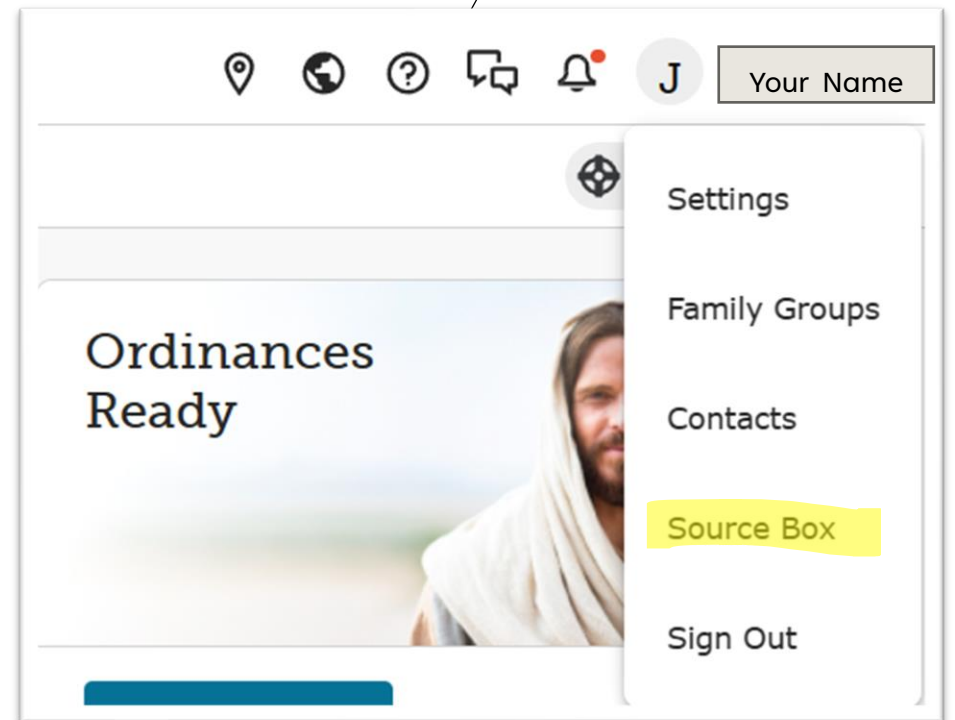 J Your Name
Settings
Family Groups
Ordinances
Ready
Contacts
Source Box
Sign Out